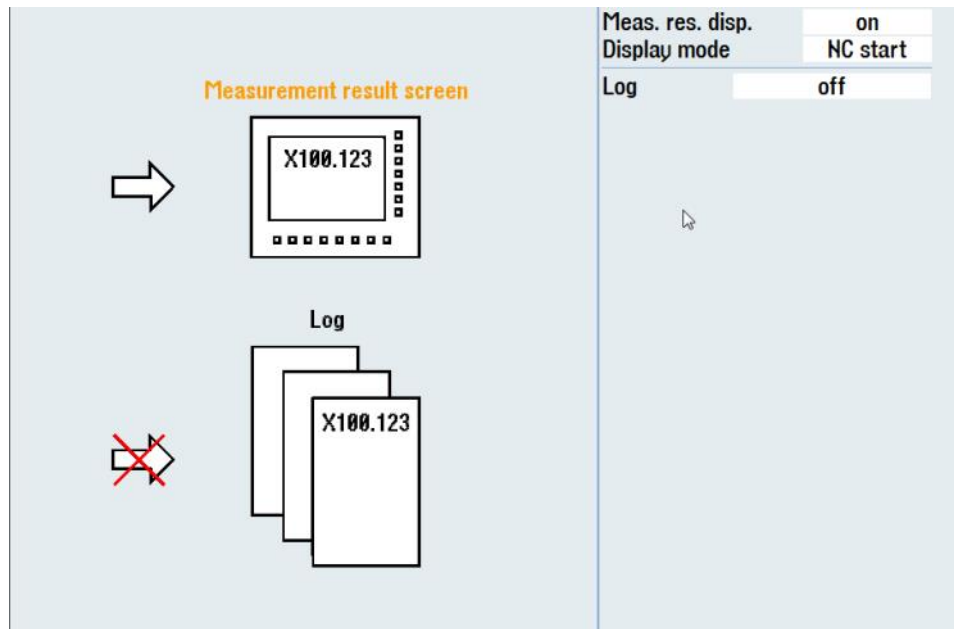 Meas. res. disp. on
Display mode NC start
Log off
Measurement result screen
X100.123
Log
X100.123